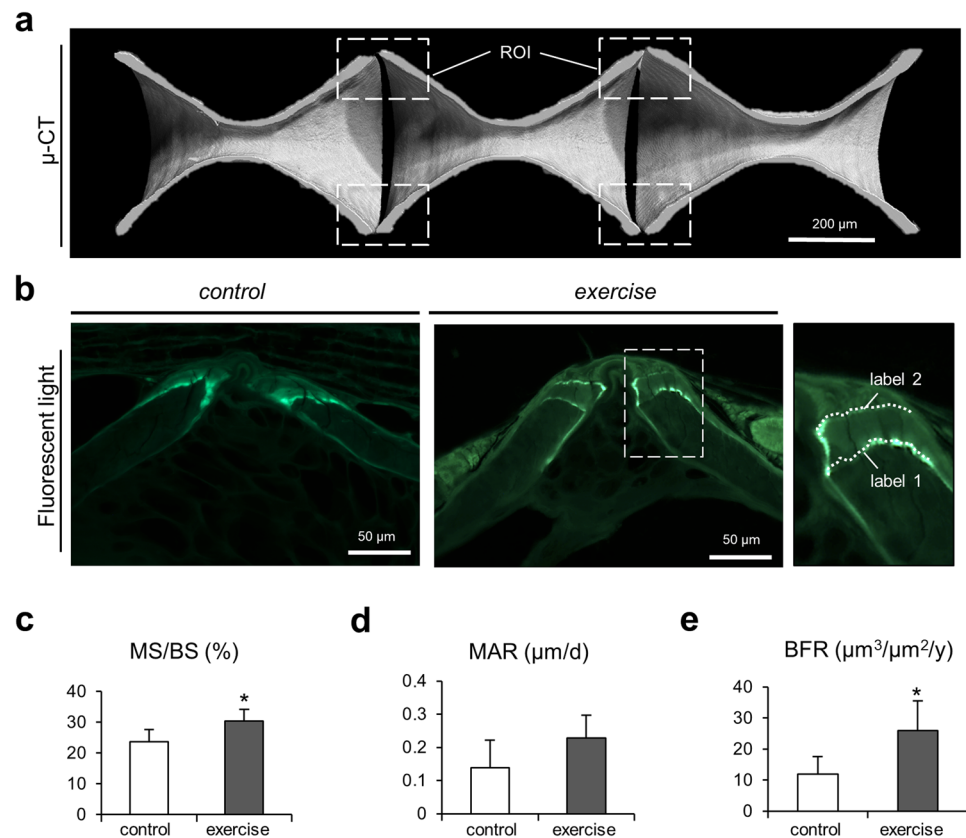 a
μ-CT
ROI
200 μm
b
control
exercise
Fluorescent light
50 μm
50 μm
label 2
label 1
c
MS/BS (%)
40
30
20
10
0
*
control
exercise
d
MAR (μm/d)
0.4
0.3
0.2
0.1
0
control
exercise
e
BFR (μm³/μm²/y)
40
30
20
10
0
*
control
exercise